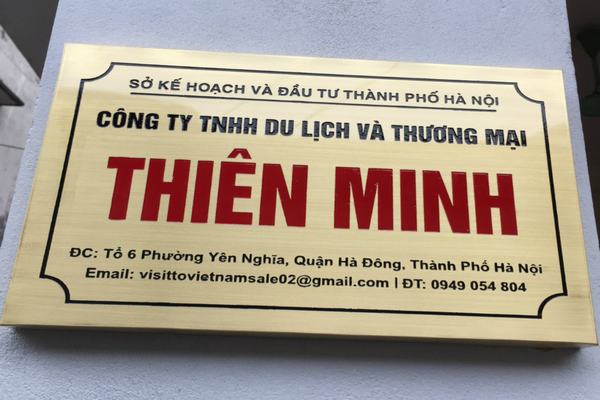 SỞ KẾ HOẠCH VÀ ĐẦU TƯ THÀNH PHỐ HÀ NỘI
CÔNG TY TNHH DU LỊCH VÀ THƯƠNG MẠI
THIÊN MINH
ĐC: Tổ 6 Phường Yên Nghĩa, Quận Hà Đông, Thành Phố Hà Nội
Email: visittovietnamsale02@gmail.com | ĐT: 0949 054 804